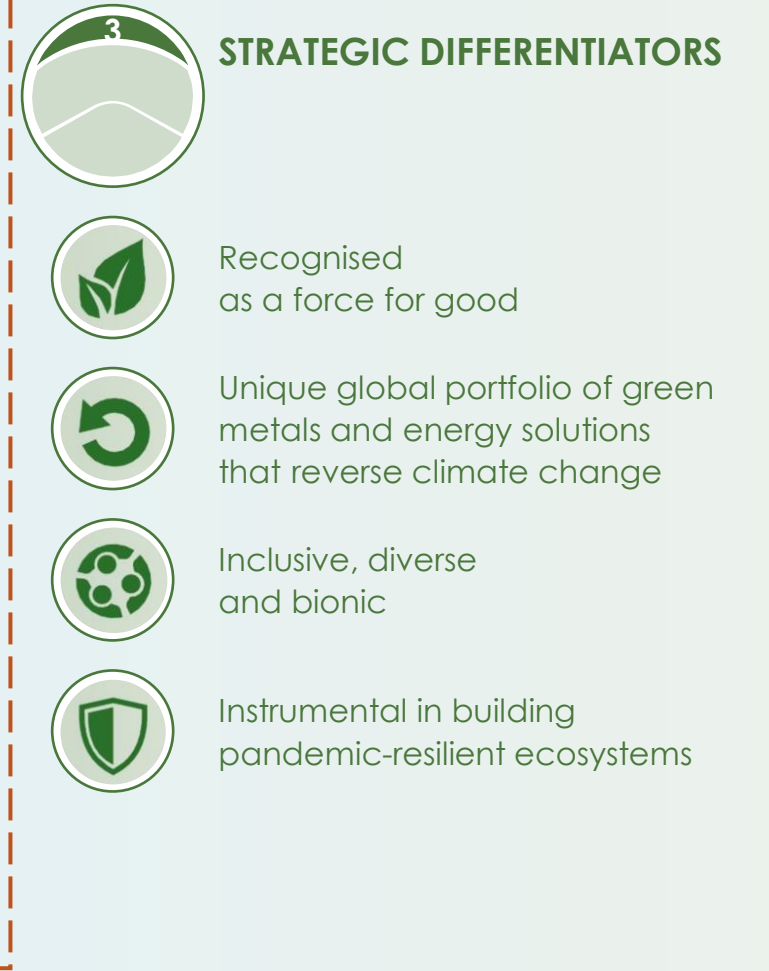 3
STRATEGIC DIFFERENTIATORS
Recognised
as a force for good
Unique global portfolio of green
metals and energy solutions
that reverse climate change
Inclusive, diverse
and bionic
Instrumental in building
pandemic-resilient ecosystems